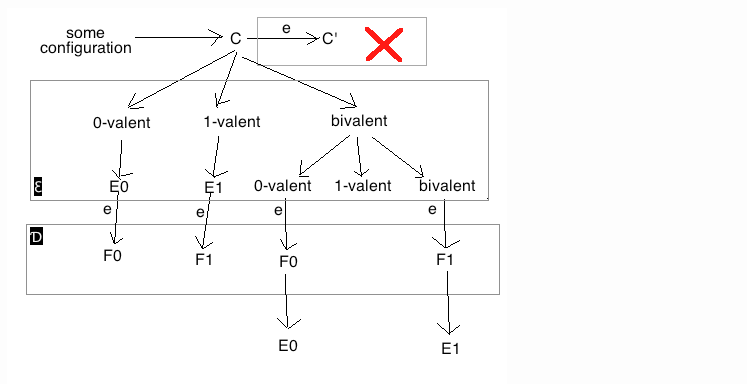 some
configuration
C
e
C'
0-valent
1-valent
bivalent
ℰ
E0
E1
0-valent
1-valent
bivalent
e
e
e
e
𝒟
F0
F1
F0
F1
E0
E1